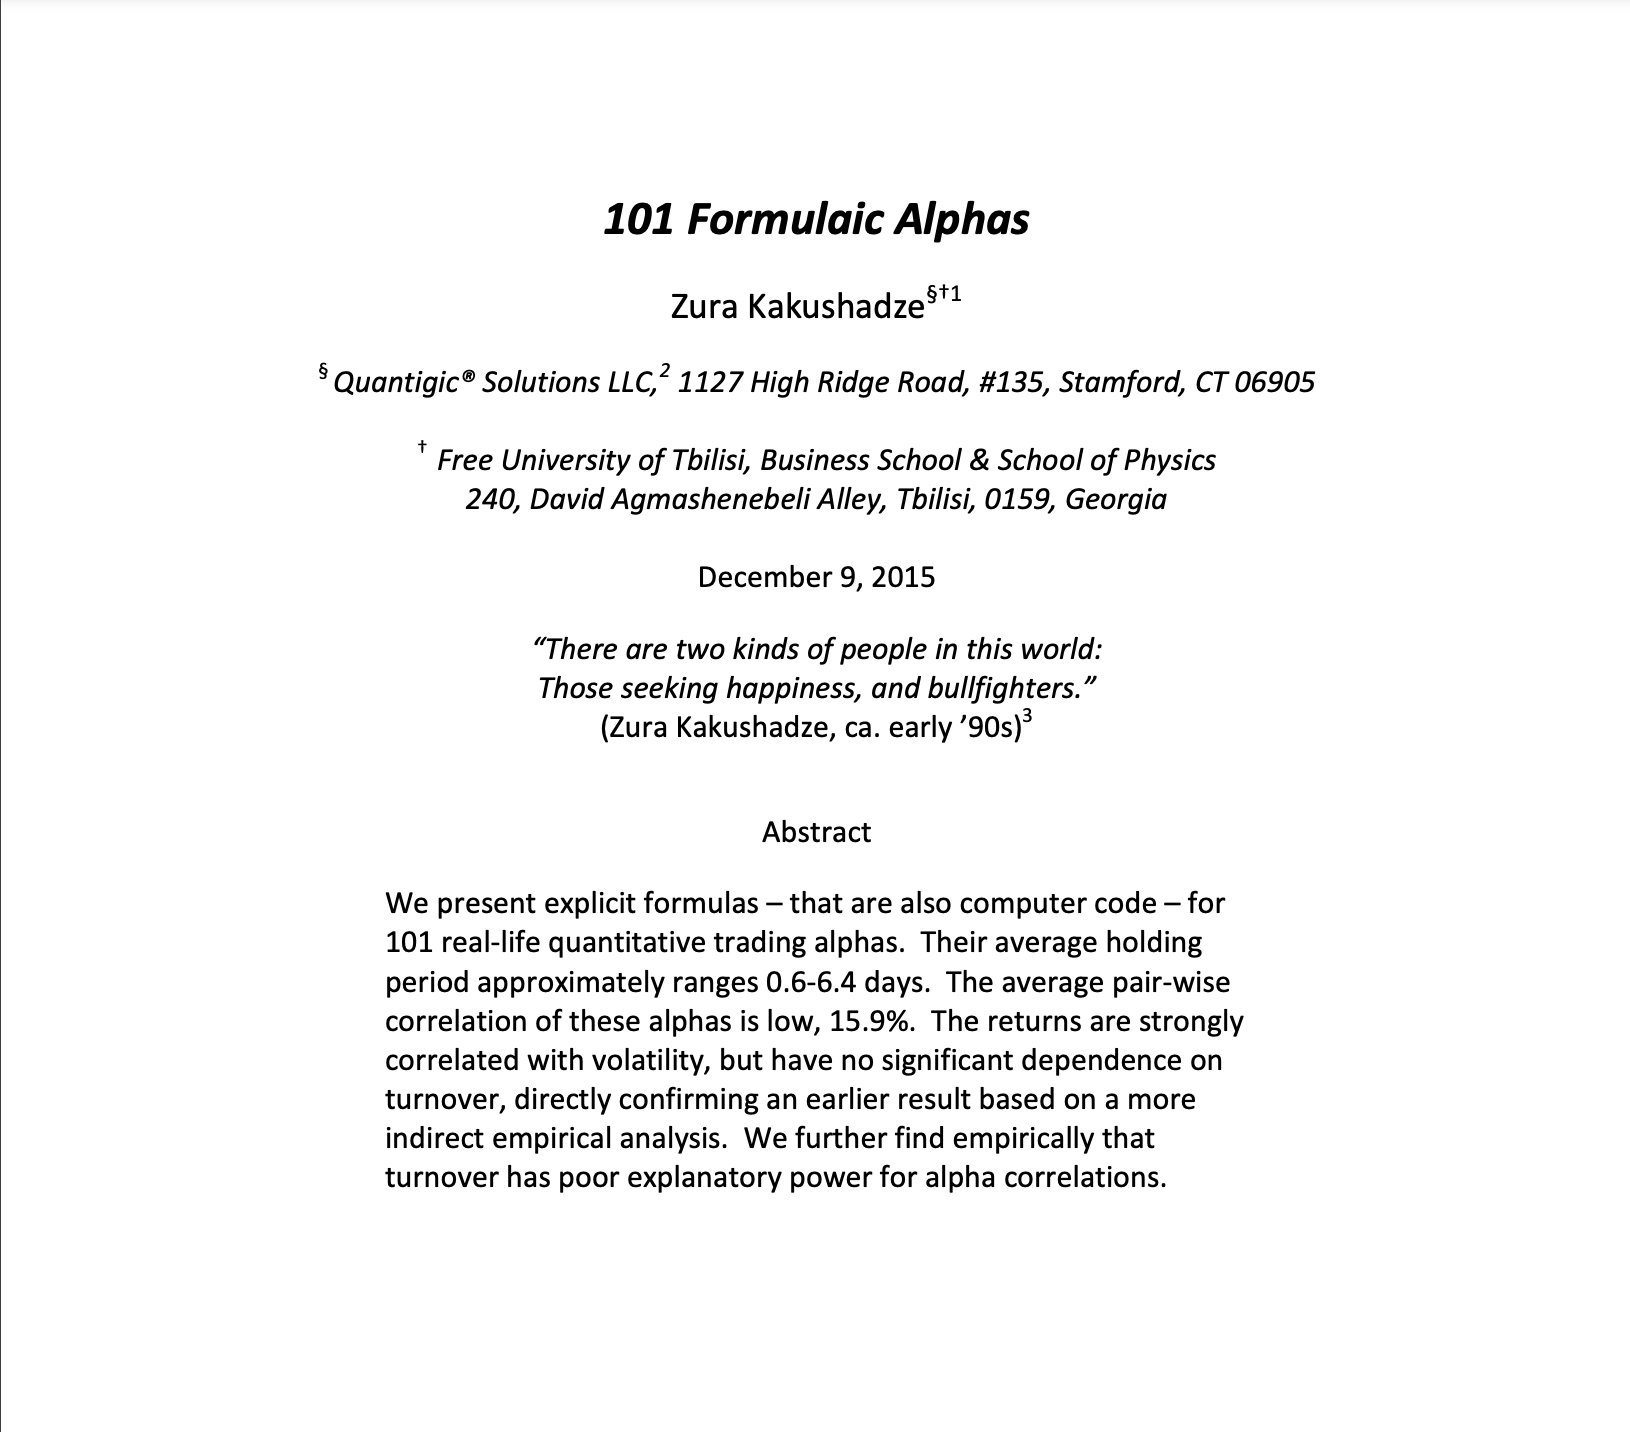 101 Formulaic Alphas
Zura Kakushadze§†1
§ Quantigic® Solutions LLC,2 1127 High Ridge Road, #135, Stamford, CT 06905
† Free University of Tbilisi, Business School & School of Physics
240, David Agmashenebeli Alley, Tbilisi, 0159, Georgia
December 9, 2015
“There are two kinds of people in this world:
Those seeking happiness, and bullfighters.”
(Zura Kakushadze, ca. early ’90s)3
Abstract
We present explicit formulas – that are also computer code – for
101 real-life quantitative trading alphas.  Their average holding
period approximately ranges 0.6-6.4 days.  The average pair-wise
correlation of these alphas is low, 15.9%.  The returns are strongly
correlated with volatility, but have no significant dependence on
turnover, directly confirming an earlier result based on a more
indirect empirical analysis.  We further find empirically that
turnover has poor explanatory power for alpha correlations.